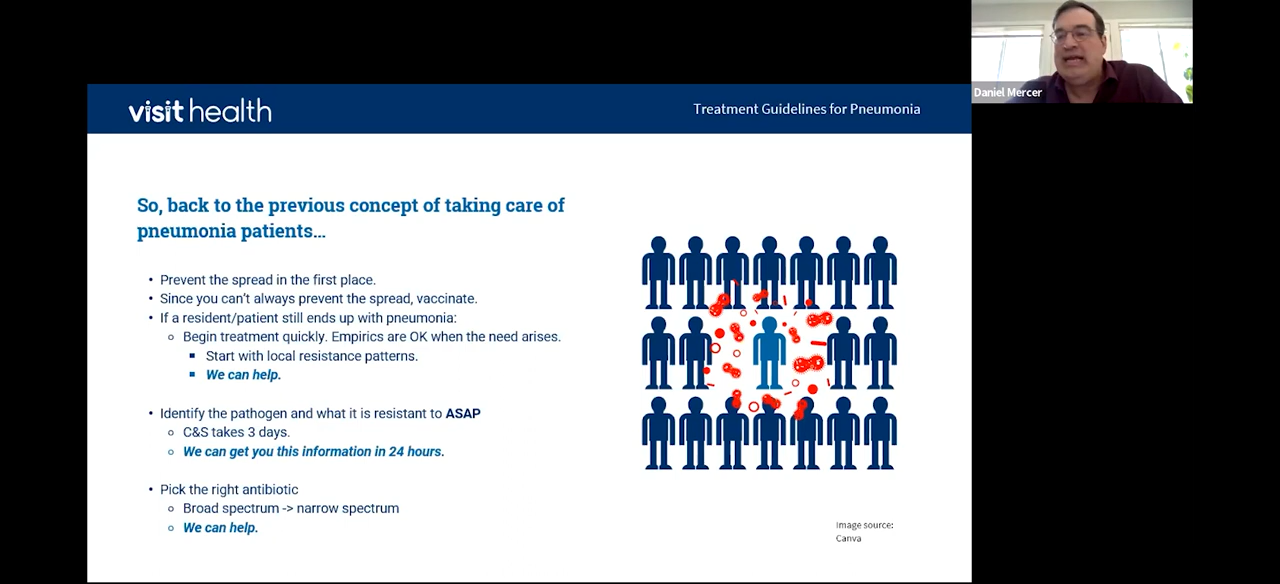 visit health
Treatment Guidelines for Pneumonia
Daniel Mercer
So, back to the previous concept of taking care of
pneumonia patients...
• Prevent the spread in the first place.
• Since you can't always prevent the spread, vaccinate.
• If a resident/patient still ends up with pneumonia:
○ Begin treatment quickly. Empirics are OK when the need arises.
▪ Start with local resistance patterns.
▪ We can help.
• Identify the pathogen and what it is resistant to ASAP
○ C&S takes 3 days.
○ We can get you this information in 24 hours.
• Pick the right antibiotic
○ Broad spectrum -> narrow spectrum
○ We can help.
Image source:
Canva